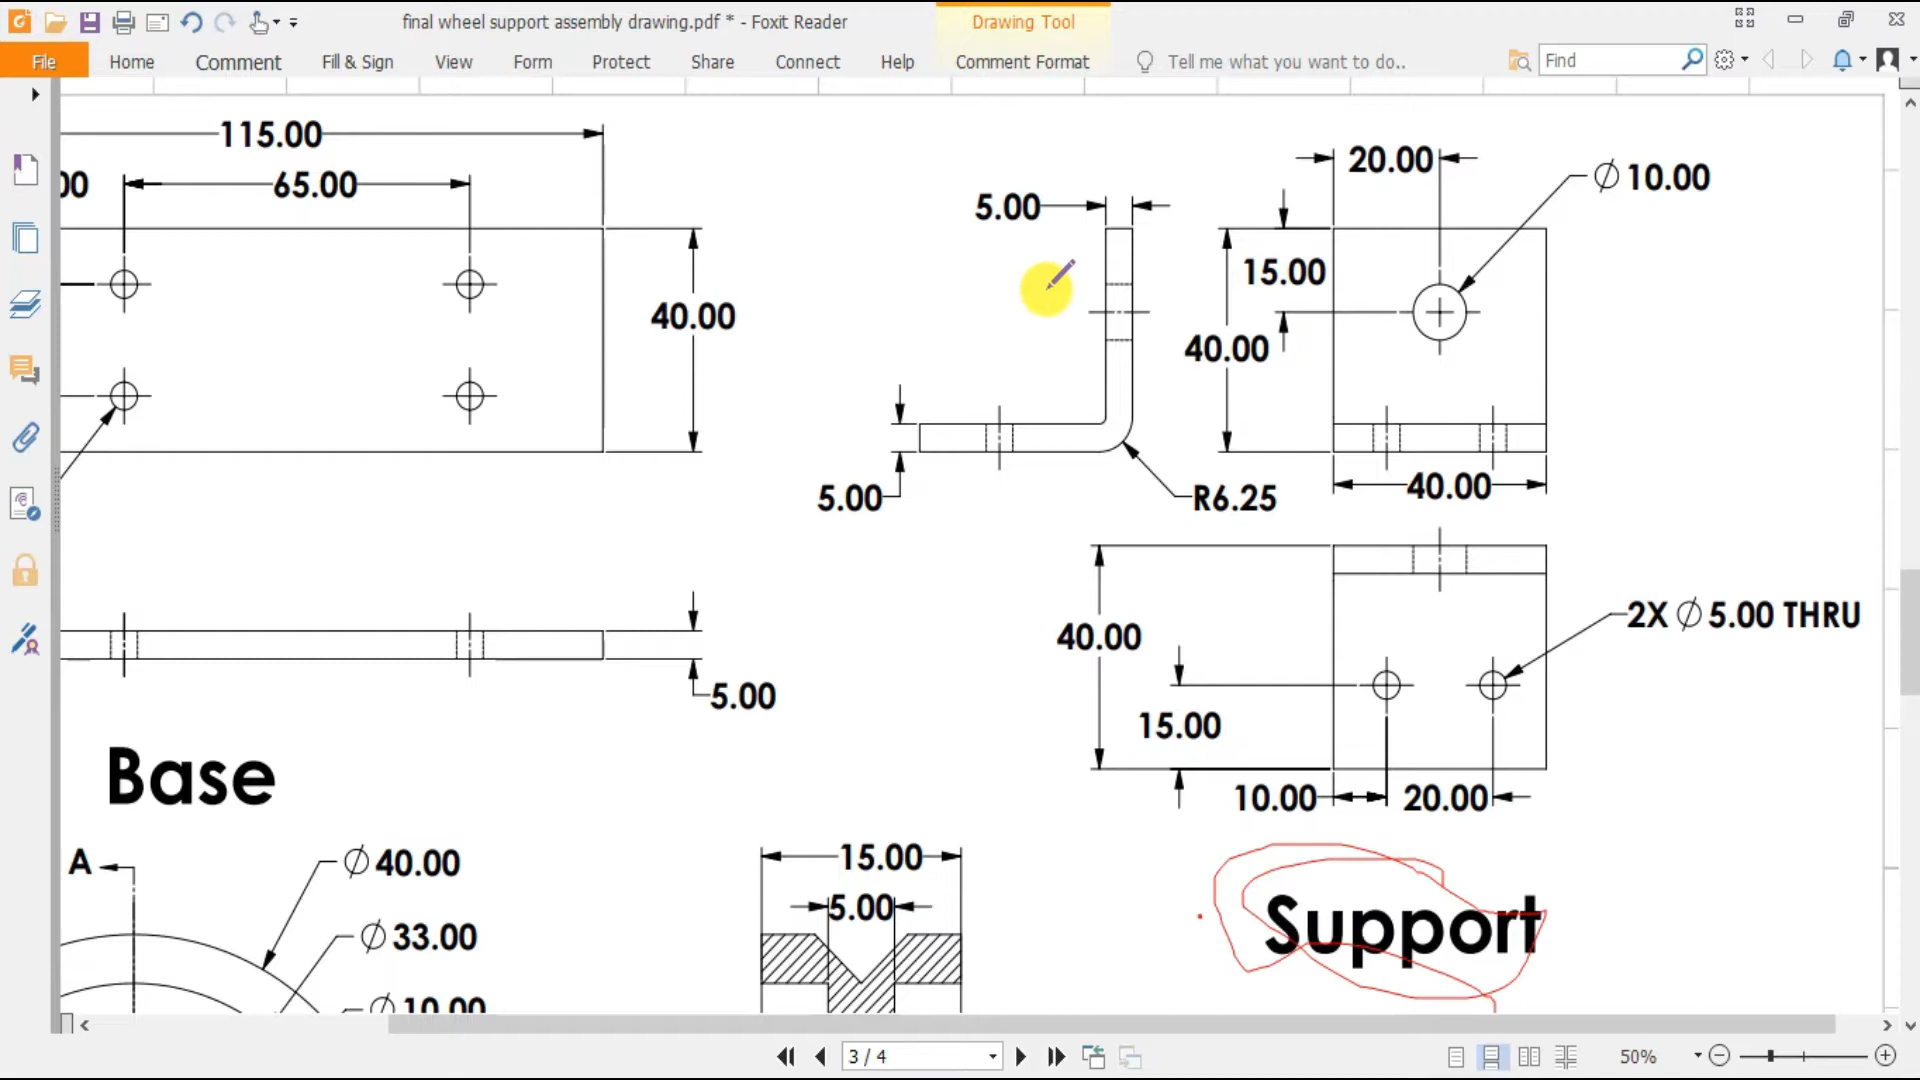 final wheel support assembly drawing.pdf * - Foxit Reader
Drawing Tool
File Home Comment Fill & Sign View Form Protect Share Connect Help Comment Format Tell me what you want to do.. Find
115.00
00 65.00
40.00
5.00
Base
5.00
5.00
R6.25
20.00
Ø 10.00
15.00
40.00
40.00
40.00
15.00
10.00 20.00
2X Ø 5.00 THRU
Support
A
Ø 40.00
Ø 33.00
Ø 10.00
15.00
5.00
3 / 4
50%